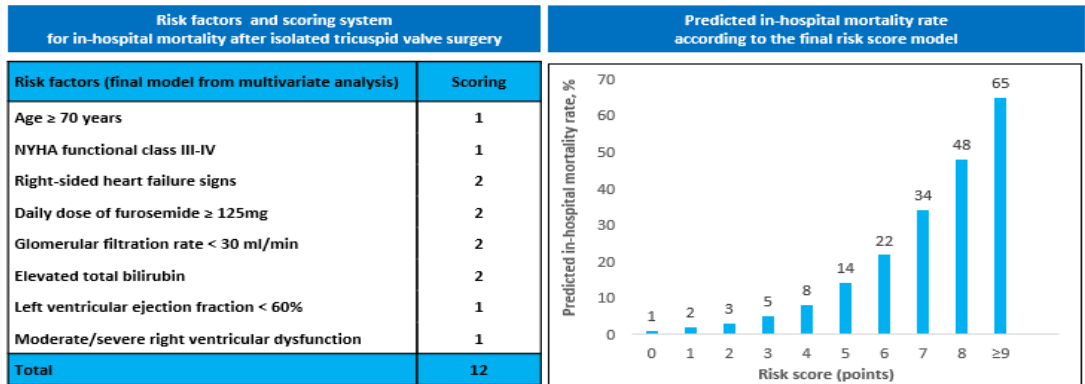 Risk factors and scoring system
for in-hospital mortality after isolated tricuspid valve surgery
Risk factors (final model from multivariate analysis) Scoring
Age ≥ 70 years 1
NYHA functional class III-IV 1
Right-sided heart failure signs 2
Daily dose of furosemide ≥ 125mg 2
Glomerular filtration rate < 30 ml/min 2
Elevated total bilirubin 2
Left ventricular ejection fraction < 60% 1
Moderate/severe right ventricular dysfunction 1
Total 12
Predicted in-hospital mortality rate
according to the final risk score model
Predicted in-hospital mortality rate, %
70
60
50
40
30
20
10
0
1 2 3 5 8 14 22 34 48 65
0 1 2 3 4 5 6 7 8 ≥9
Risk score (points)